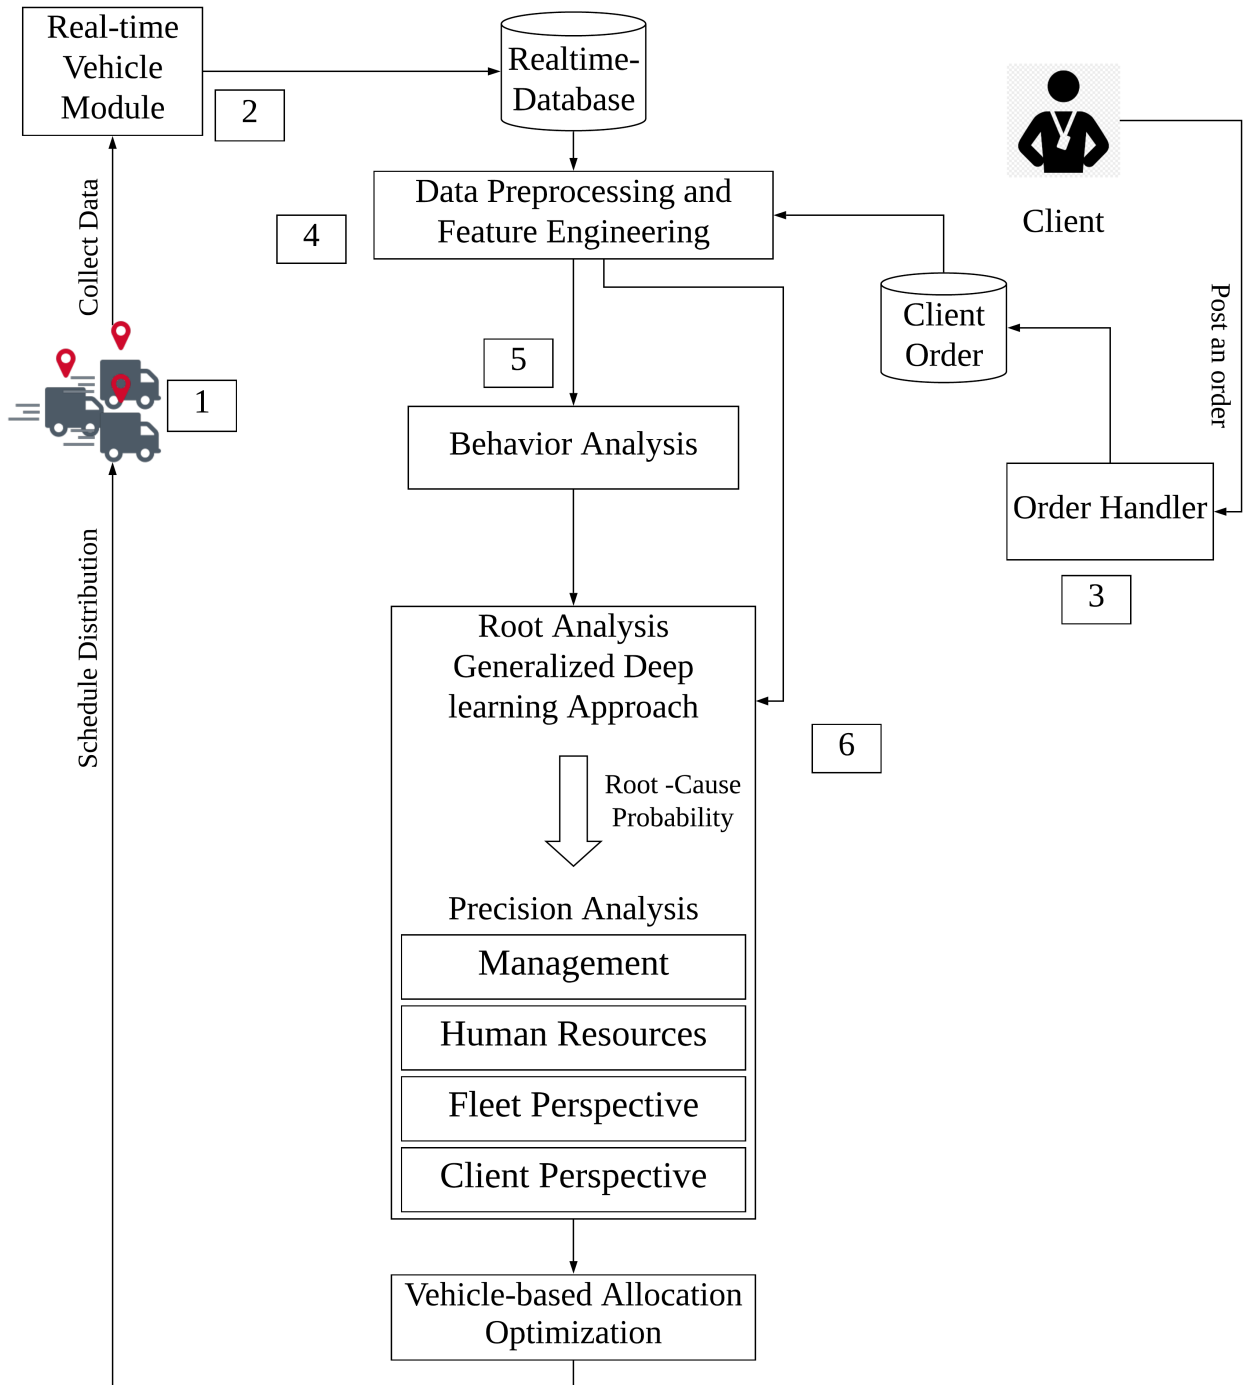 Real-time
Vehicle
Module
2
Realtime-
Database
Client
Collect Data
4
Data Preprocessing and
Feature Engineering
Client
Order
Post an order
1
5
Behavior Analysis
Order Handler
3
Schedule Distribution
Root Analysis
Generalized Deep
learning Approach
6
Root -Cause
Probability
Precision Analysis
Management
Human Resources
Fleet Perspective
Client Perspective
Vehicle-based Allocation
Optimization